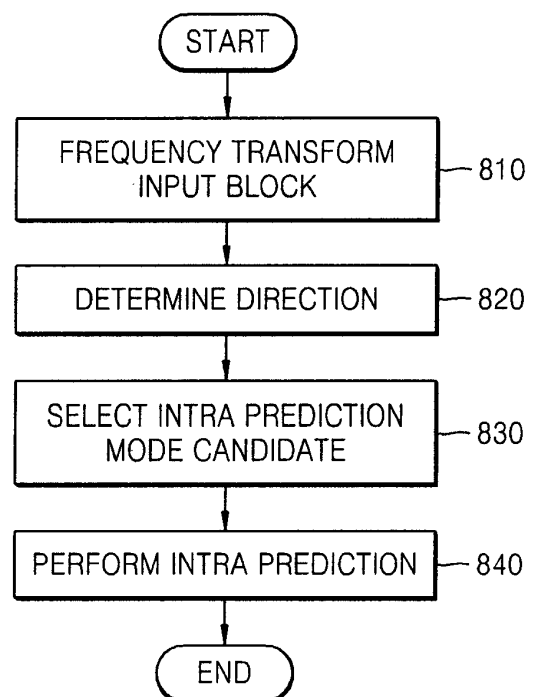 START
FREQUENCY TRANSFORM
INPUT BLOCK
810
DETERMINE DIRECTION
820
SELECT INTRA PREDICTION
MODE CANDIDATE
830
PERFORM INTRA PREDICTION
840
END